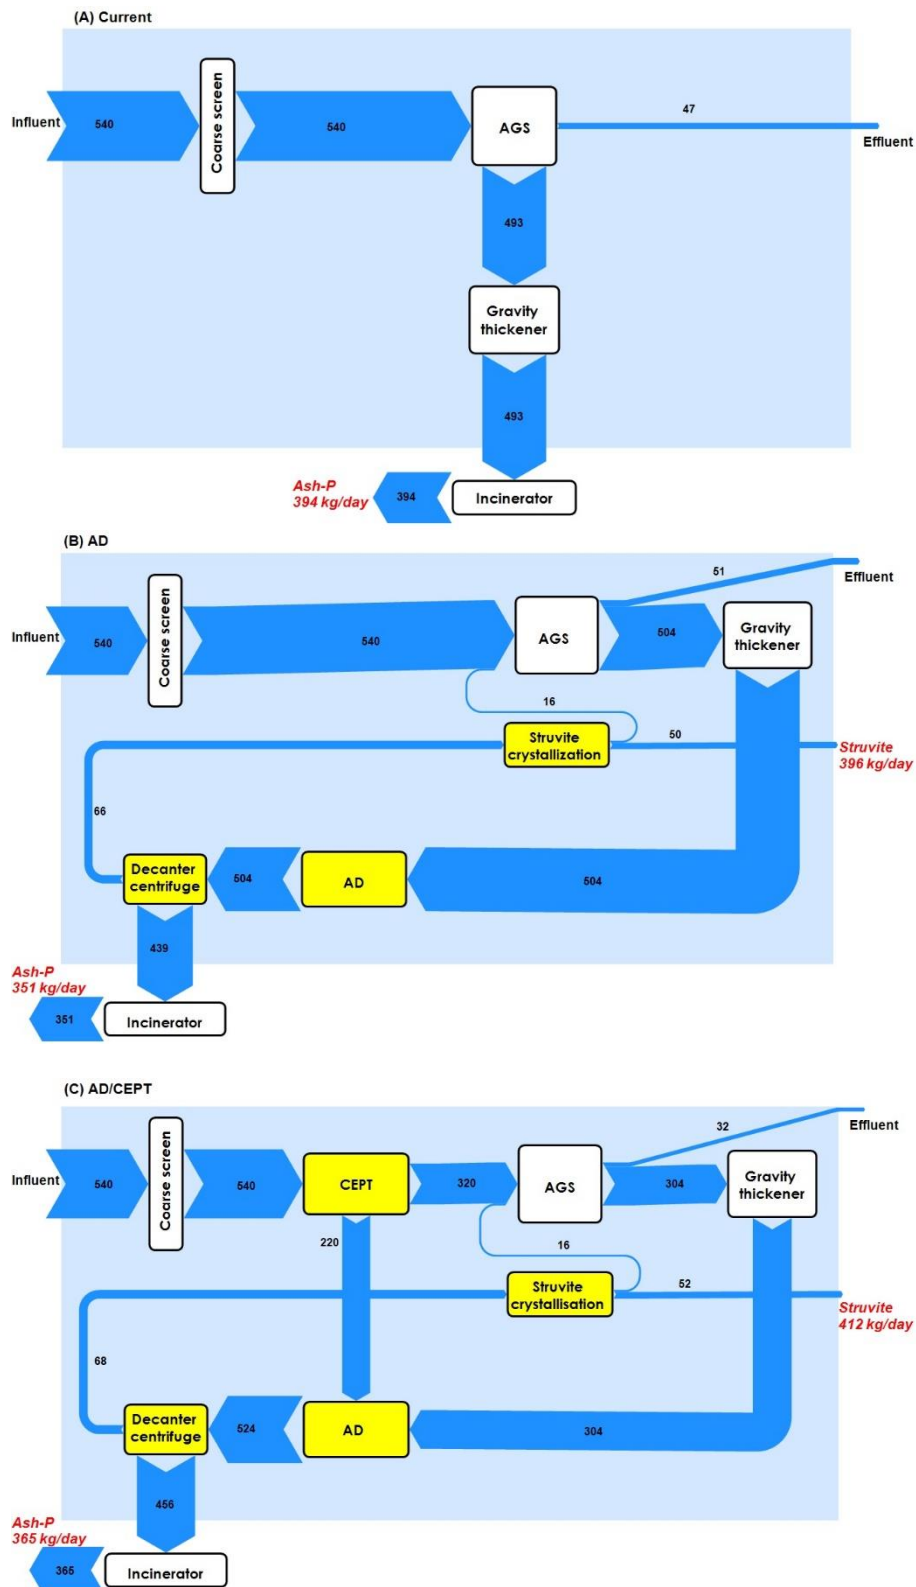 (A) Current
Influent
540
Coarse screen
540
AGS
47
Effluent
493
Gravity
thickener
493
Ash-P
394 kg/day
394
Incinerator
(B) AD
Influent
540
Coarse screen
540
AGS
51
Effluent
504
Gravity
thickener
16
Struvite
crystallization
50
Struvite
396 kg/day
66
Decanter
centrifuge
504
AD
504
439
Ash-P
351 kg/day
351
Incinerator
(C) AD/CEPT
Influent
540
Coarse screen
540
CEPT
320
AGS
32
Effluent
304
Gravity
thickener
220
16
Struvite
crystallisation
52
Struvite
412 kg/day
68
Decanter
centrifuge
524
AD
304
456
Ash-P
365 kg/day
365
Incinerator